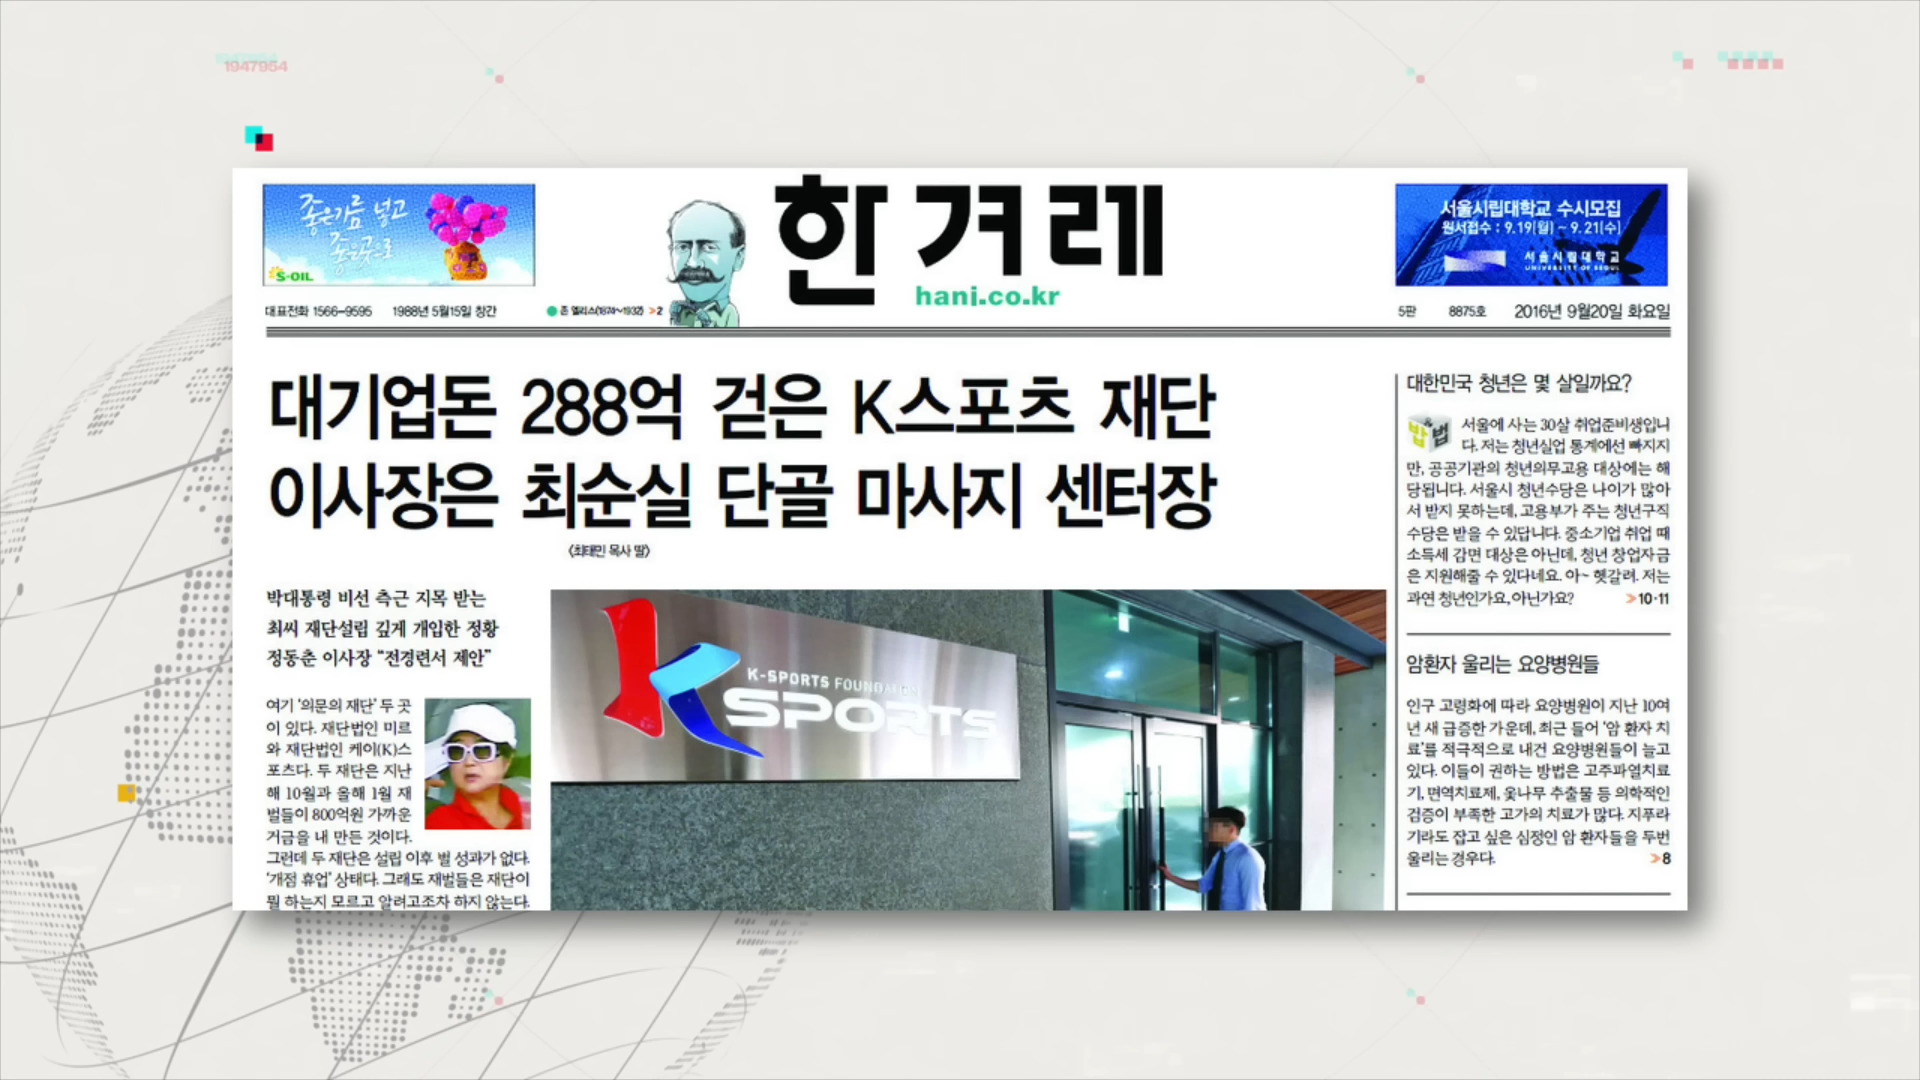 1947954
좋은기름 넣고
좋은곳으로
S-OIL
한겨레
hani.co.kr
서울시립대학교 수시모집
원서접수 : 9.19(월) ~ 9.21(수)
서울시립대학교
UNIVERSITY OF SEOUL
대표전화 1566-9595 1988년 5월15일 창간
존 엘리스(1874~1932) 2
5판 8875호 2016년 9월20일 화요일
대기업돈 288억 걷은 K스포츠 재단
이사장은 최순실 단골 마사지 센터장
〈최태민 목사 딸〉
박대통령 비선 측근 지목 받는
최씨 재단설립 깊게 개입한 정황
정동춘 이사장 “전경련서 제안”
여기 ‘의문의 재단’ 두 곳
이 있다. 재단법인 미르
와 재단법인 케이(K)스
포츠다. 두 재단은 지난
해 10월과 올해 1월 재
벌들이 800억원 가까운
거금을 내 만든 것이다.
그런데 두 재단은 설립 이후 별 성과가 없다.
‘개점 휴업’ 상태다. 그래도 재벌들은 재단이
뭘 하는지 모르고 알려고조차 하지 않는다.
K-SPORTS FOUNDATION
K SPORTS
대한민국 청년은 몇 살일까요?
밥&법
서울에 사는 30살 취업준비생입니
다. 저는 청년실업 통계에선 빠지지
만, 공공기관의 청년의무고용 대상에는 해
당됩니다. 서울시 청년수당은 나이가 많아
서 받지 못하는데, 고용부가 주는 청년구직
수당은 받을 수 있답니다. 중소기업 취업 때
소득세 감면 대상은 아닌데, 청년 창업자금
은 지원해줄 수 있다네요. 아~ 헷갈려. 저는
과연 청년인가요, 아닌가요? 10·11
암환자 울리는 요양병원들
인구 고령화에 따라 요양병원이 지난 10여
년 새 급증한 가운데, 최근 들어 ‘암 환자 치
료’를 적극적으로 내건 요양병원들이 늘고
있다. 이들이 권하는 방법은 고주파열치료
기, 면역치료제, 옻나무 추출물 등 의학적인
검증이 부족한 고가의 치료가 많다. 지푸라
기라도 잡고 싶은 심정인 암 환자들을 두번
울리는 경우다. 8